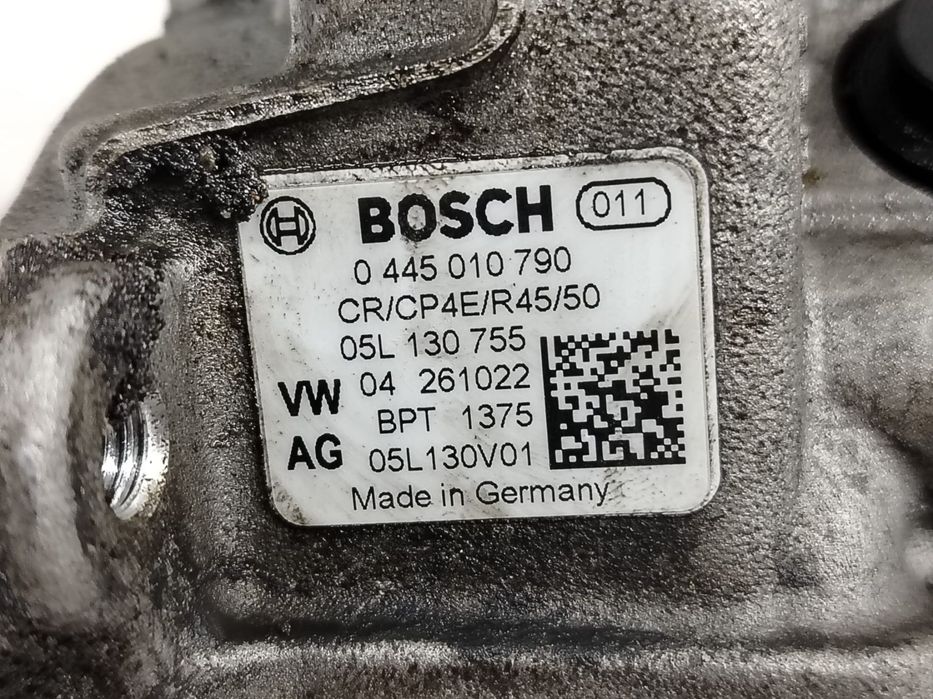 BOSCH 011
0 445 010 790
CR/CP4E/R45/50
05L 130 755
VW 04 261022
BPT 1375
AG 05L130V01
Made in Germany